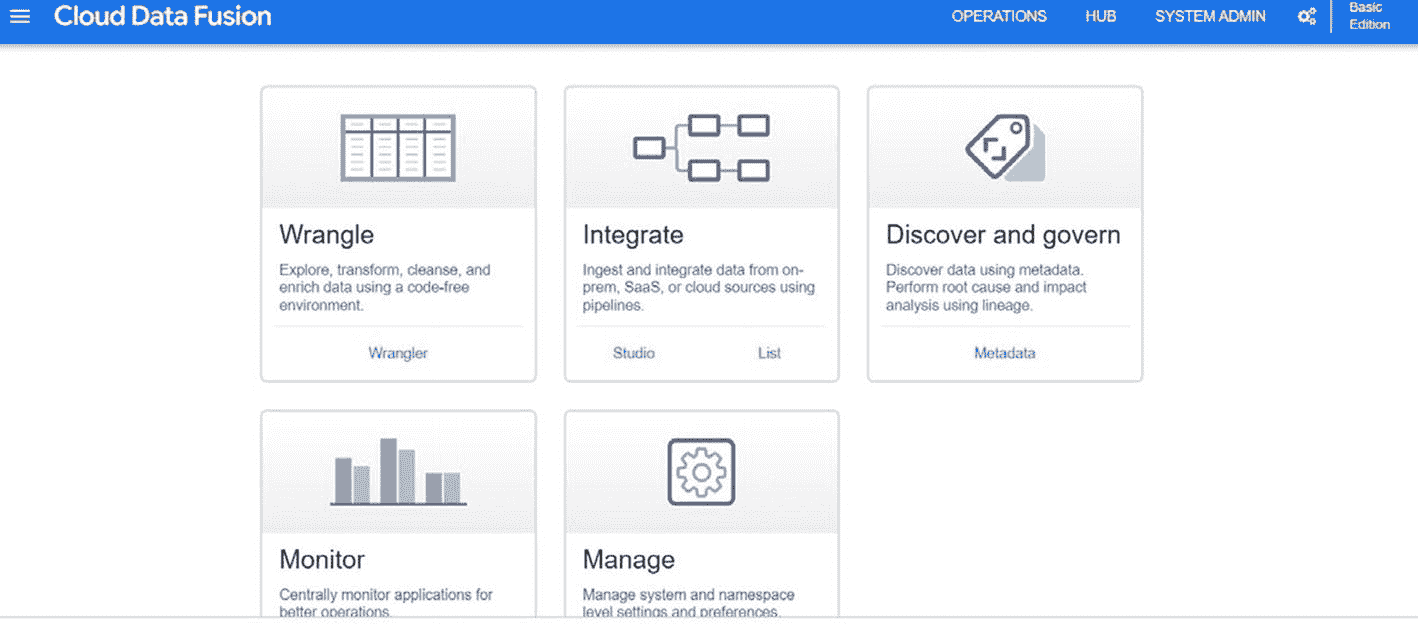 Cloud Data Fusion
OPERATIONS HUB SYSTEM ADMIN Basic
Edition
Wrangle
Explore, transform, cleanse, and
enrich data using a code-free
environment.
Wrangler
Integrate
Ingest and integrate data from on-
prem, SaaS, or cloud sources using
pipelines.
Studio List
Discover and govern
Discover data using metadata.
Perform root cause and impact
analysis using lineage.
Metadata
Monitor
Centrally monitor applications for
better operations.
Manage
Manage system and namespace
level settings and preferences.